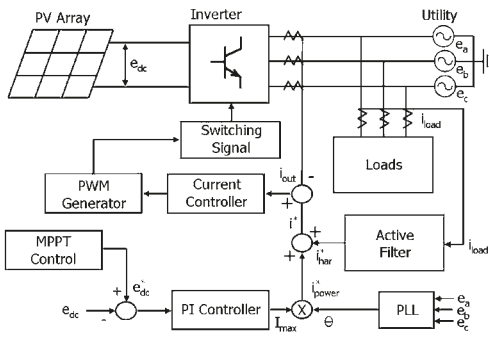 PV Array
Inverter
Utility
e_dc
e_a
e_b
e_c
Switching
Signal
i_load
Loads
PWM
Generator
Current
Controller
i_out
-
+
i*
MPPT
Control
+
+
i*_har
Active
Filter
i_load
e_dc
+
-
e*_dc
PI Controller
I_max
X
i*_power
θ
PLL
e_a
e_b
e_c